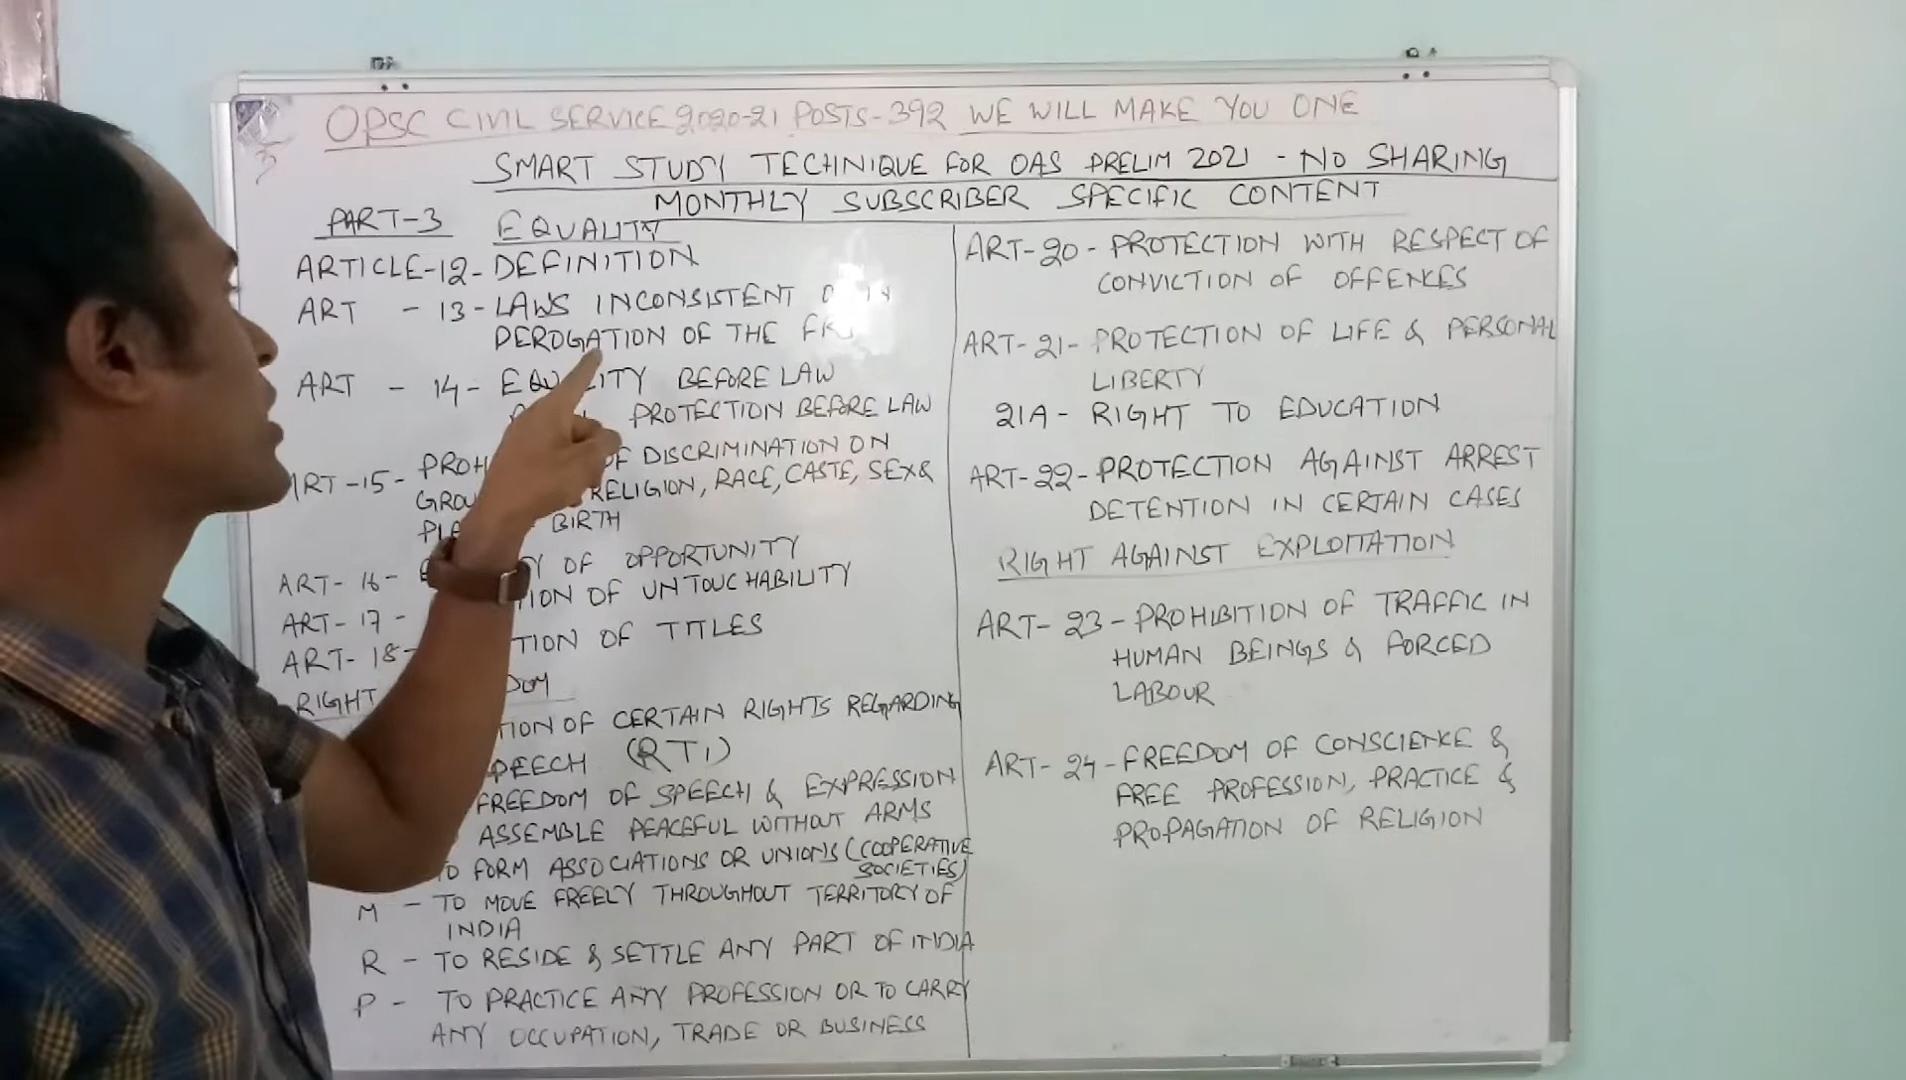 OPSC CIVIL SERVICE 2020-21 POSTS-392 WE WILL MAKE YOU ONE
SMART STUDY TECHNIQUE FOR OAS PRELIM 2021 - NO SHARING
MONTHLY SUBSCRIBER SPECIFIC CONTENT
PART-3 EQUALITY
ARTICLE-12-DEFINITION
ART - 13-LAWS INCONSISTENT
DEROGATION OF THE
ART - 14- BEFORE LAW
PROTECTION BEFORE LAW
ART-15- OF DISCRIMINATION ON
RELIGION, RACE, CASTE, SEX &
BIRTH
ART- 16- OF OPPORTUNITY
ART- 17- OF UNTOUCHABILITY
ART- 18- OF TITLES
RIGHT
OF CERTAIN RIGHTS REGARDING
(RTI)
FREEDOM OF SPEECH & EXPRESSION
ASSEMBLE PEACEFUL WITHOUT ARMS
TO FORM ASSOCIATIONS OR UNIONS (COOPERATIVE
SOCIETIES)
M - TO MOVE FREELY THROUGHOUT TERRITORY OF
INDIA
R - TO RESIDE & SETTLE ANY PART OF INDIA
P - TO PRACTICE ANY PROFESSION OR TO CARRY
ANY OCCUPATION, TRADE OR BUSINESS
ART-20-PROTECTION WITH RESPECT OF
CONVICTION OF OFFENCES
ART-21-PROTECTION OF LIFE & PERSONAL
LIBERTY
21A- RIGHT TO EDUCATION
ART-22-PROTECTION AGAINST ARREST
DETENTION IN CERTAIN CASES
RIGHT AGAINST EXPLOITATION
ART- 23-PROHIBITION OF TRAFFIC IN
HUMAN BEINGS & FORCED
LABOUR
ART- 24-FREEDOM OF CONSCIENCE &
FREE PROFESSION, PRACTICE &
PROPAGATION OF RELIGION